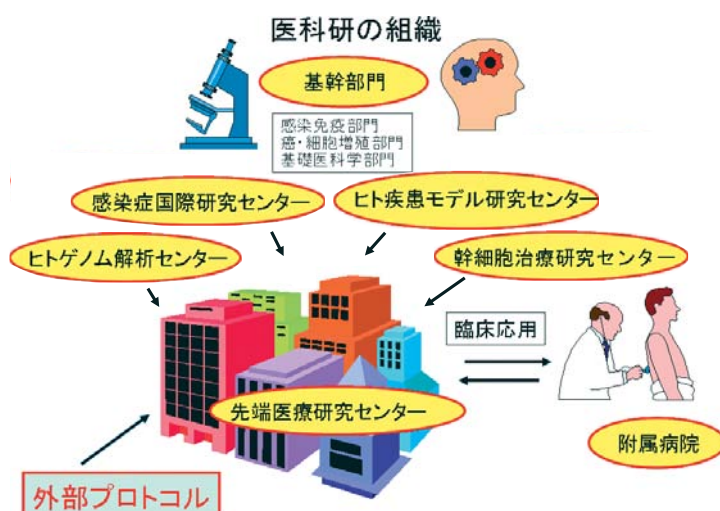 医科研の組織
基幹部門
感染免疫部門
癌・細胞増殖部門
基礎医科学部門
感染症国際研究センター
ヒト疾患モデル研究センター
ヒトゲノム解析センター
幹細胞治療研究センター
臨床応用
先端医療研究センター
附属病院
外部プロトコル